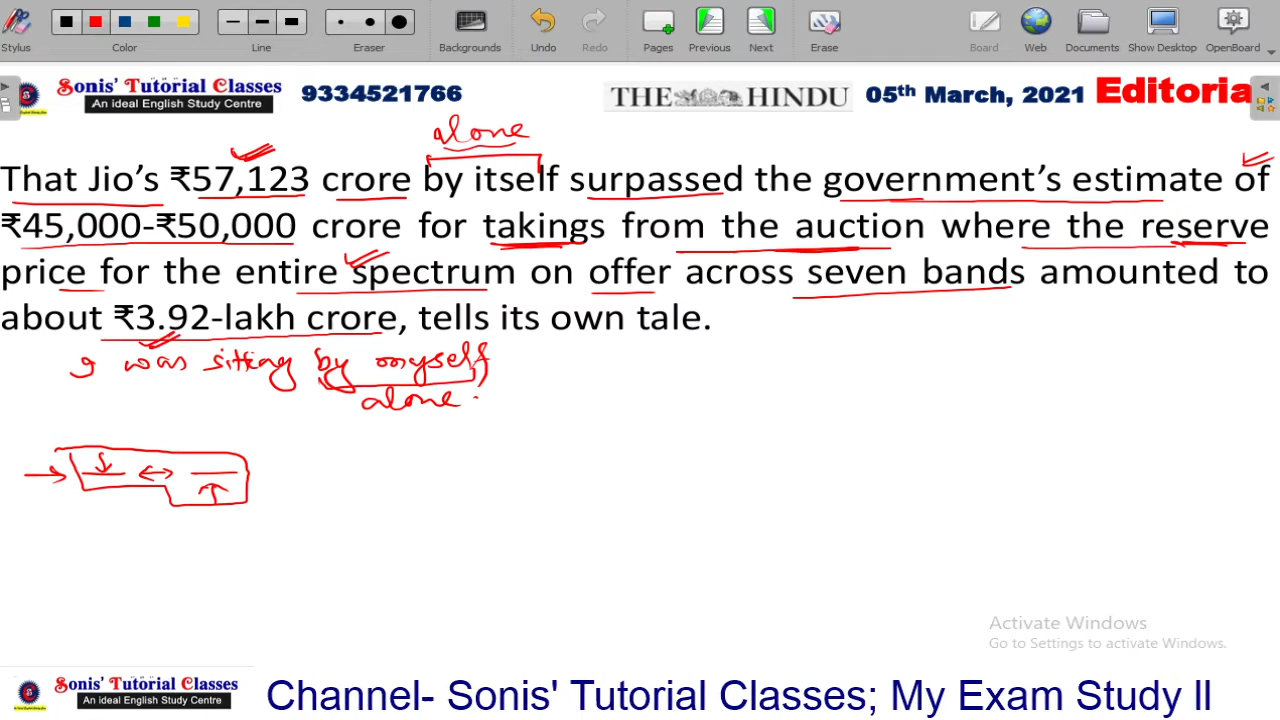 Stylus Color Line Eraser Backgrounds Undo Redo Pages Previous Next Erase Board Web Documents Show Desktop OpenBoard
Sonis' Tutorial Classes
An ideal English Study Centre
9334521766
THE HINDU
05th March, 2021
Editoria
alone
That Jio's ₹57,123 crore by itself surpassed the government's estimate of
₹45,000-₹50,000 crore for takings from the auction where the reserve
price for the entire spectrum on offer across seven bands amounted to
about ₹3.92-lakh crore, tells its own tale.
I was sitting by myself
alone.
Activate Windows
Go to Settings to activate Windows.
Sonis' Tutorial Classes
An ideal English Study Centre
Channel- Sonis' Tutorial Classes; My Exam Study ll